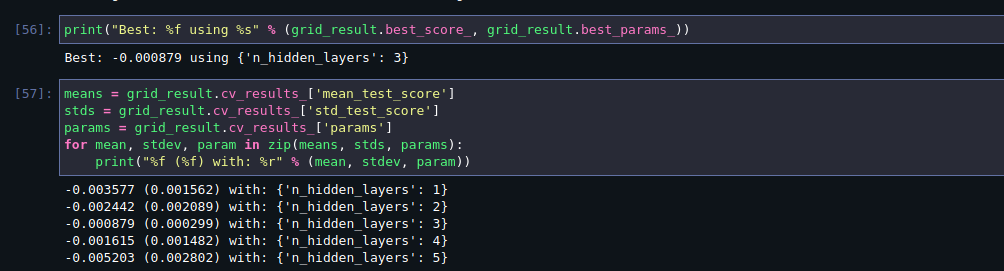 [56]: print("Best: %f using %s" % (grid_result.best_score_, grid_result.best_params_))
Best: -0.000879 using {'n_hidden_layers': 3}
[57]: means = grid_result.cv_results_['mean_test_score']
stds = grid_result.cv_results_['std_test_score']
params = grid_result.cv_results_['params']
for mean, stdev, param in zip(means, stds, params):
    print("%f (%f) with: %r" % (mean, stdev, param))
-0.003577 (0.001562) with: {'n_hidden_layers': 1}
-0.002442 (0.002089) with: {'n_hidden_layers': 2}
-0.000879 (0.000299) with: {'n_hidden_layers': 3}
-0.001615 (0.001482) with: {'n_hidden_layers': 4}
-0.005203 (0.002802) with: {'n_hidden_layers': 5}